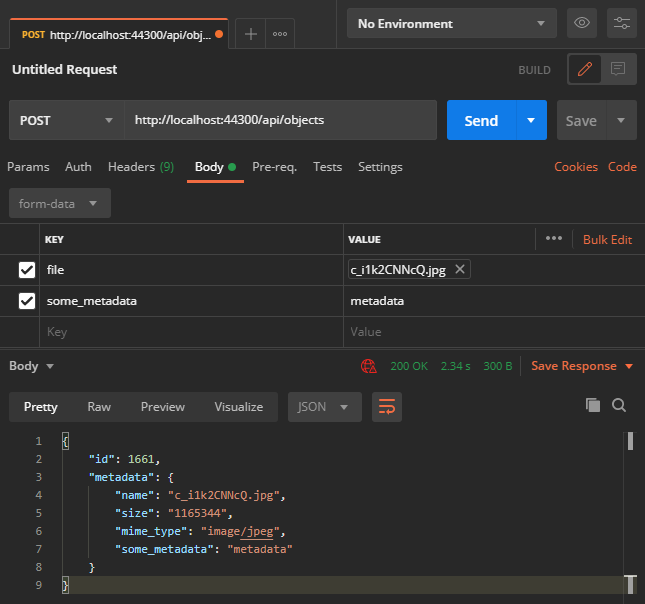 POST http://localhost:44300/api/obj... No Environment
Untitled Request BUILD
POST http://localhost:44300/api/objects Send Save
Params Auth Headers (9) Body Pre-req. Tests Settings Cookies Code
form-data
KEY VALUE ••• Bulk Edit
file c_i1k2CNNcQ.jpg
some_metadata metadata
Key Value
Body 200 OK 2.34 s 300 B Save Response
Pretty Raw Preview Visualize JSON
1 {
2 "id": 1661,
3 "metadata": {
4 "name": "c_i1k2CNNcQ.jpg",
5 "size": "1165344",
6 "mime_type": "image/jpeg",
7 "some_metadata": "metadata"
8 }
9 }